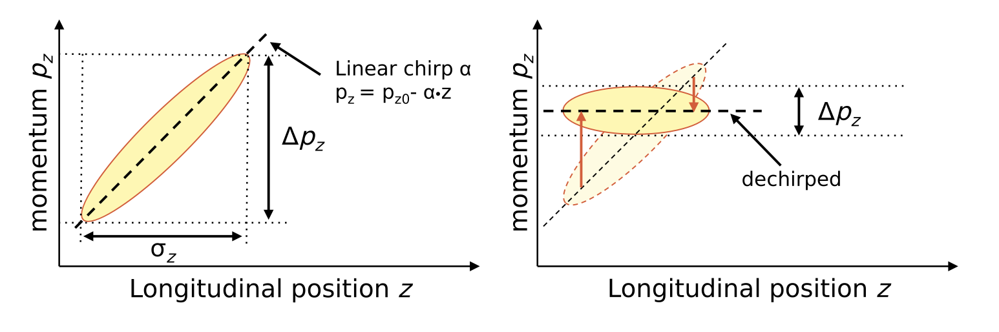 momentum p_z
Linear chirp α
p_z = p_z0- α•z
Δp_z
σ_z
Longitudinal position z
momentum p_z
Δp_z
dechirped
Longitudinal position z